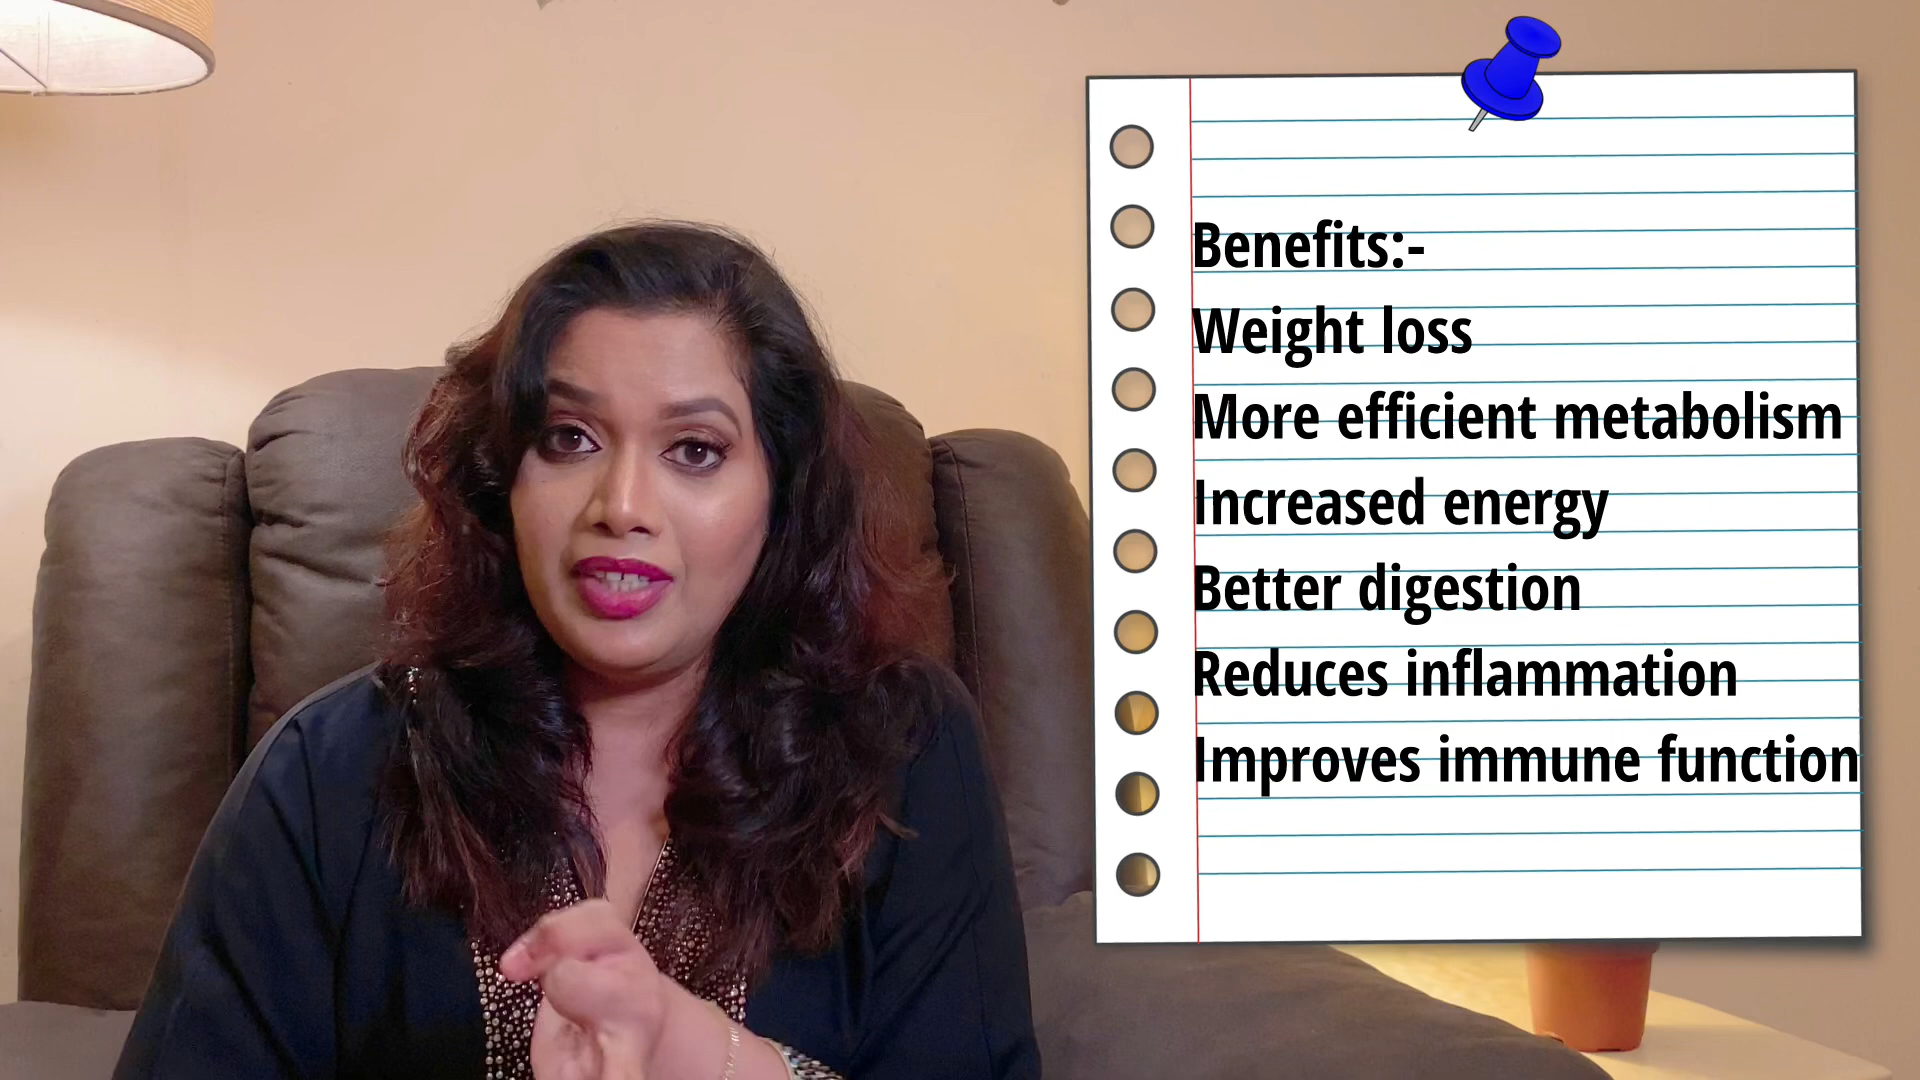 Benefits:-
Weight loss
More efficient metabolism
Increased energy
Better digestion
Reduces inflammation
Improves immune function